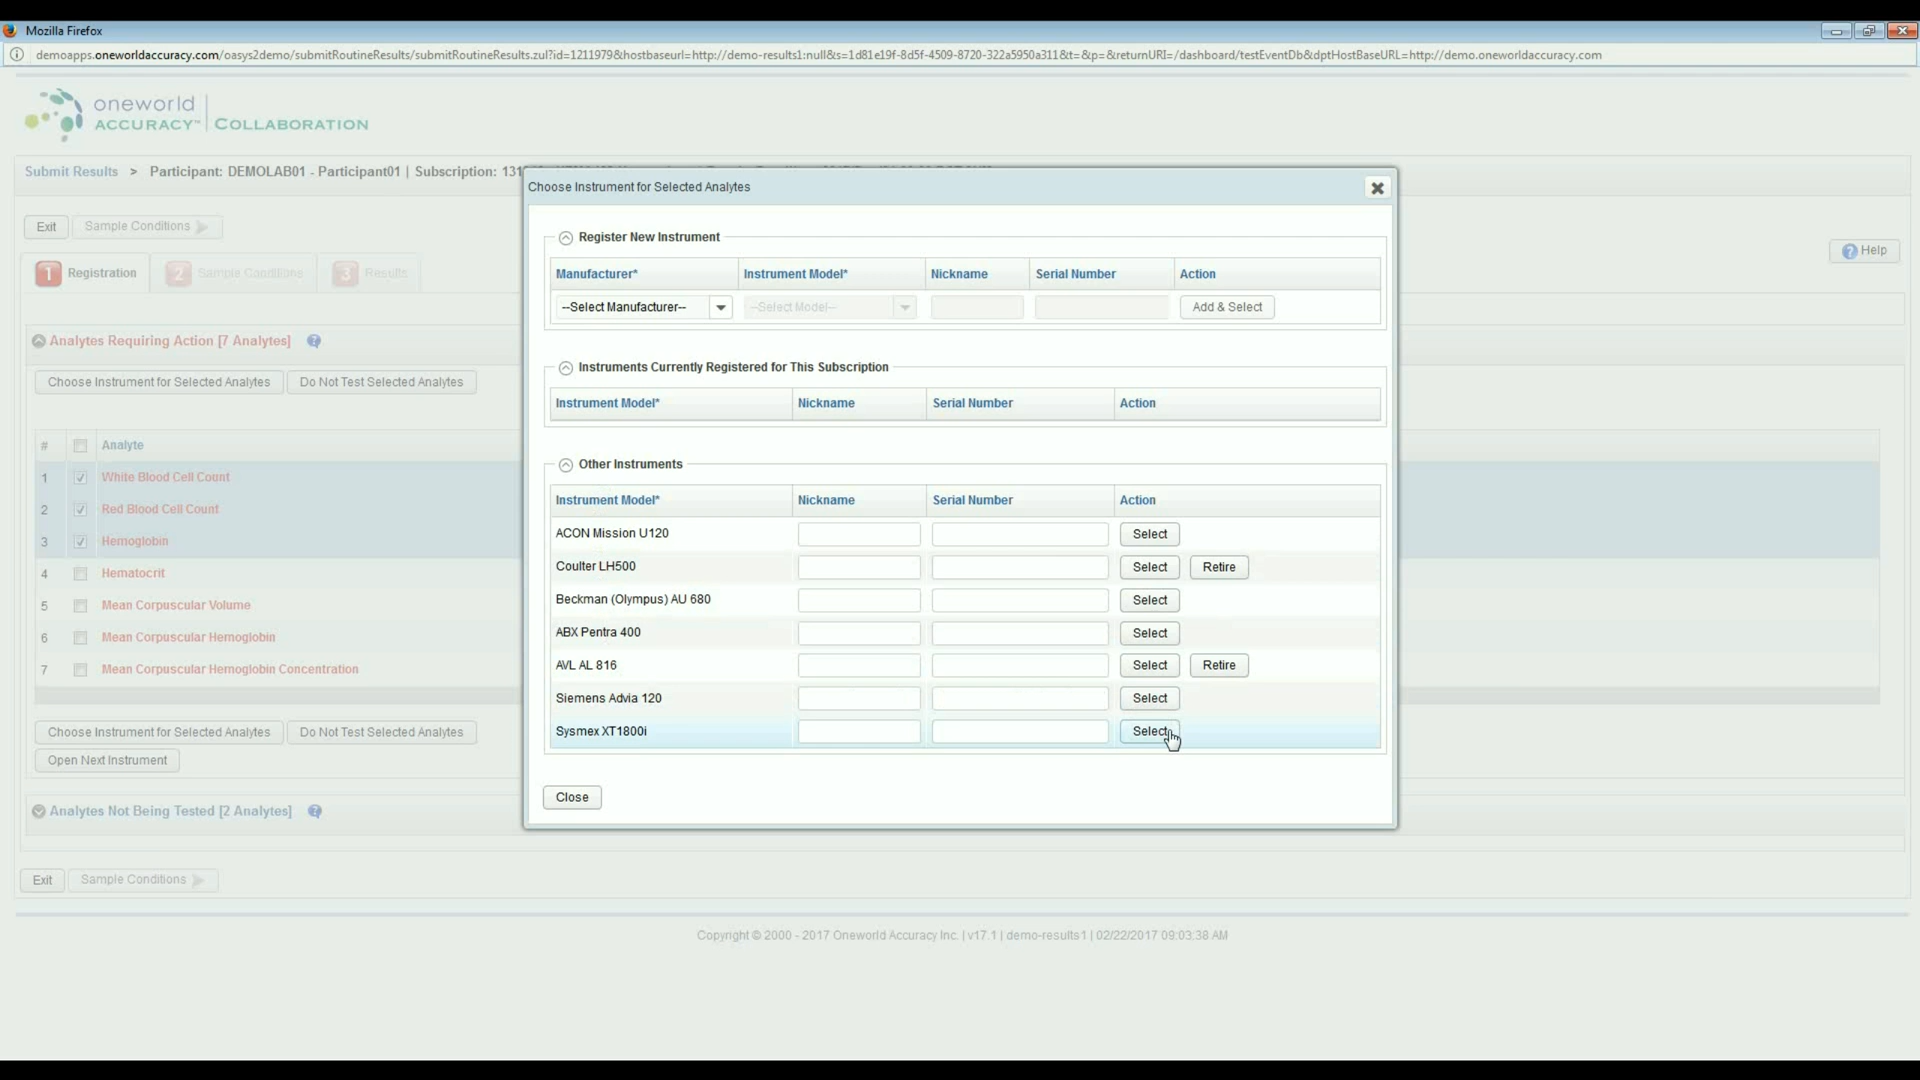 Mozilla Firefox
demoapps.oneworldaccuracy.com/oasys2demo/submitRoutineResults/submitRoutineResults.zul?id=1211979&hostbaseurl=http://demo-results1:null&s=1d81e19f-8d5f-4509-8720-322a5950a311&t=&p=&returnURI=/dashboard/testEventDb&dptHostBaseURL=http://demo.oneworldaccuracy.com
oneworld
ACCURACY™ COLLABORATION
Submit Results > Participant: DEMOLAB01 - Participant01 | Subscription: 131
Exit Sample Conditions
Help
1 Registration 2 Sample Conditions 3 Results
Analytes Requiring Action [7 Analytes]
Choose Instrument for Selected Analytes Do Not Test Selected Analytes
# Analyte
1 White Blood Cell Count
2 Red Blood Cell Count
3 Hemoglobin
4 Hematocrit
5 Mean Corpuscular Volume
6 Mean Corpuscular Hemoglobin
7 Mean Corpuscular Hemoglobin Concentration
Choose Instrument for Selected Analytes Do Not Test Selected Analytes
Open Next Instrument
Analytes Not Being Tested [2 Analytes]
Exit Sample Conditions
Choose Instrument for Selected Analytes
Register New Instrument
Manufacturer* Instrument Model* Nickname Serial Number Action
--Select Manufacturer-- --Select Model-- Add & Select
Instruments Currently Registered for This Subscription
Instrument Model* Nickname Serial Number Action
Other Instruments
Instrument Model* Nickname Serial Number Action
ACON Mission U120 Select
Coulter LH500 Select Retire
Beckman (Olympus) AU 680 Select
ABX Pentra 400 Select
AVL AL 816 Select Retire
Siemens Advia 120 Select
Sysmex XT1800i Select
Close
Copyright © 2000 - 2017 Oneworld Accuracy Inc. | v17.1 | demo-results1 | 02/22/2017 09:03:38 AM